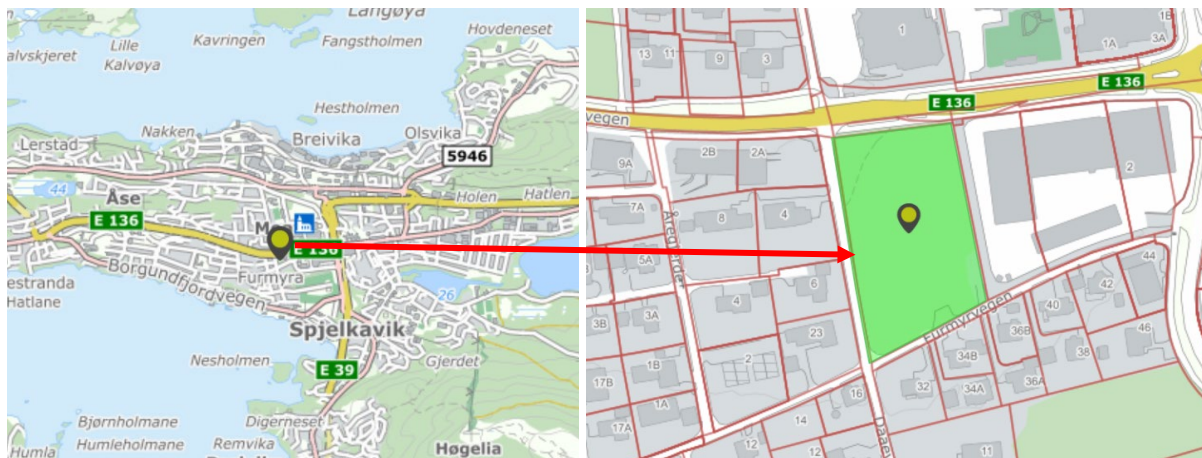 Langøya
Lille
Kalvøya
Kavringen
Fangstholmen
Hovdeneset
alvskjeret
Hestholmen
Nakken
Breivika
Olsvika
Lerstad
5946
44
Åse
Holen
Hatlen
E 136
M
E 136
Borgundfjordvegen
Furmyra
estranda
Hatlane
26
Spjelkavik
Nesholmen
E 39
Gjerdet
Bjørnholmane
Digerneset
Humla
Humleholmane
Remvika
Høgelia
13
11
9
3
1
1A
1B
3A
E 136
E 136
vegen
9A
2B
2A
2
7A
8
4
5A
4
6
3B
3A
23
1B
2
17B
1A
17A
16
14
12
12
Furmyrvegen
44
42
40
36B
46
38
34B
36A
34A
32
11
Daae